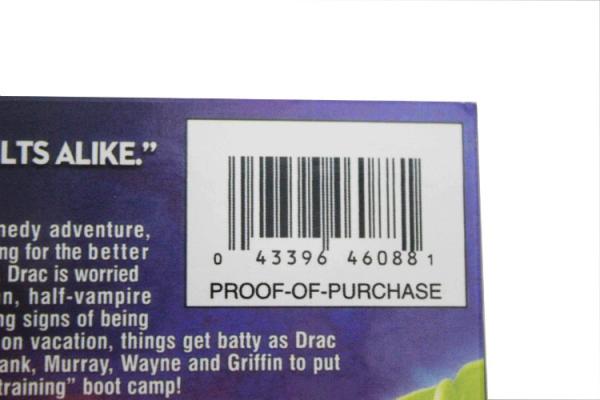 LTS ALIKE.”
0 43396 46088 1
PROOF-OF-PURCHASE
nedy adventure,
ng for the better
Drac is worried
n, half-vampire
ng signs of being
on vacation, things get batty as Drac
ank, Murray, Wayne and Griffin to put
training” boot camp!